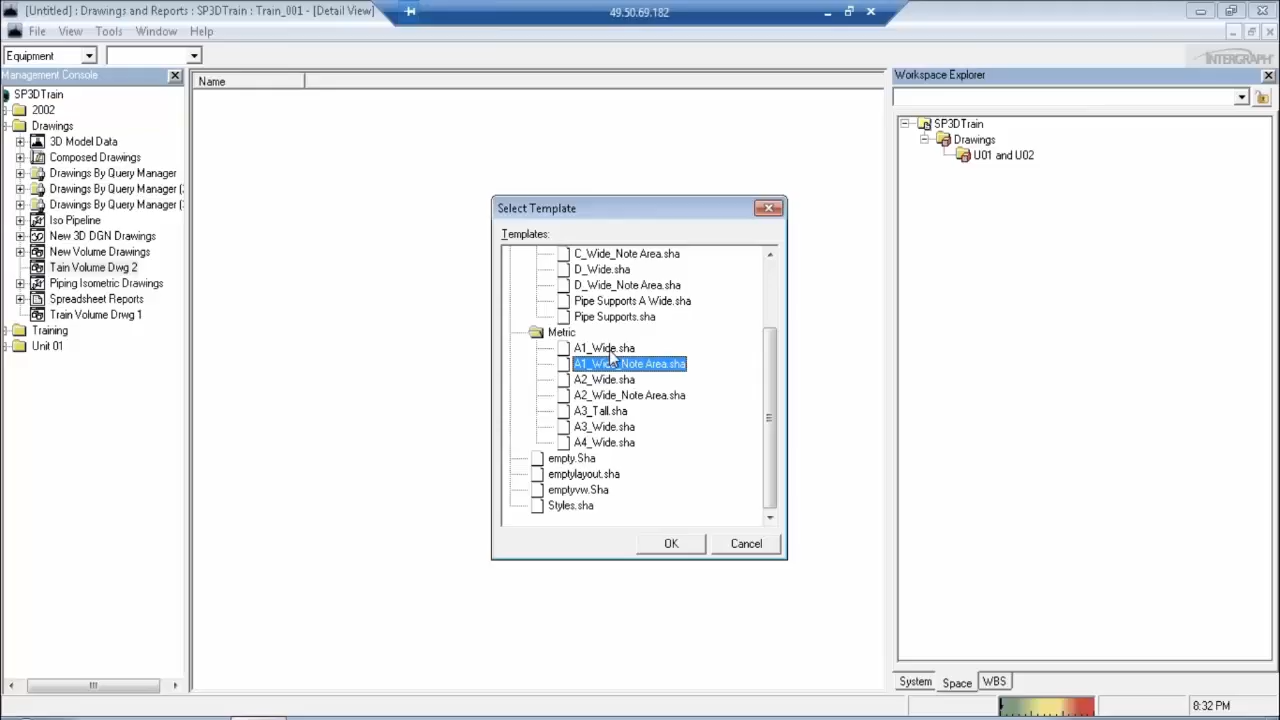 [Untitled] : Drawings and Reports : SP3DTrain : Train_001 - [Detail View]
49.50.69.182
File View Tools Window Help
Equipment
INTERGRAPH
Management Console
SP3DTrain
2002
Drawings
3D Model Data
Composed Drawings
Drawings By Query Manager
Drawings By Query Manager (
Drawings By Query Manager (
Iso Pipeline
New 3D DGN Drawings
New Volume Drawings
Tain Volume Dwg 2
Piping Isometric Drawings
Spreadsheet Reports
Train Volume Drwg 1
Training
Unit 01
Name
Select Template
Templates:
C_Wide_Note Area.sha
D_Wide.sha
D_Wide_Note Area.sha
Pipe Supports A Wide.sha
Pipe Supports.sha
Metric
A1_Wide.sha
A1_Wide_Note Area.sha
A2_Wide.sha
A2_Wide_Note Area.sha
A3_Tall.sha
A3_Wide.sha
A4_Wide.sha
empty.Sha
emptylayout.sha
emptyvw.Sha
Styles.sha
OK Cancel
Workspace Explorer
SP3DTrain
Drawings
U01 and U02
System Space WBS
8:32 PM